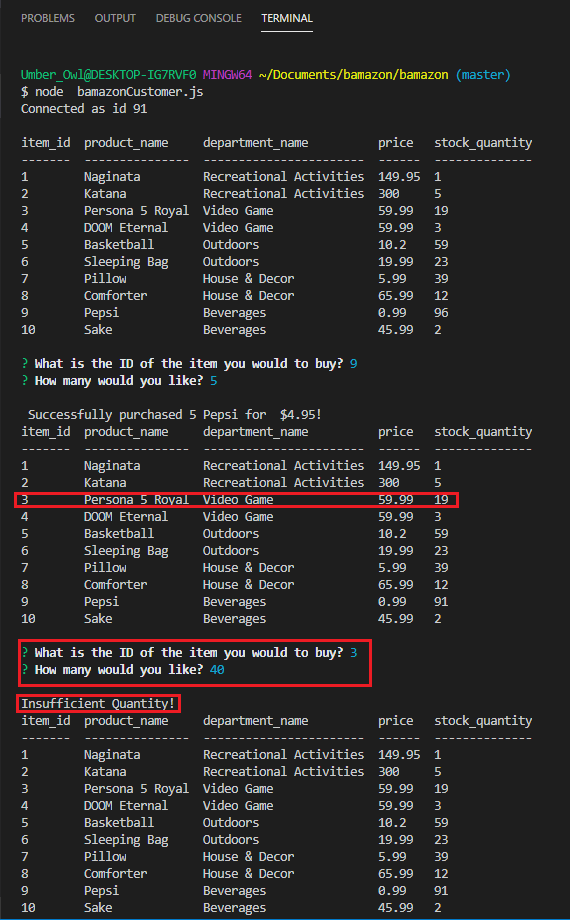 PROBLEMS OUTPUT DEBUG CONSOLE TERMINAL
Umber_Owl@DESKTOP-IG7RVF0 MINGW64 ~/Documents/bamazon/bamazon (master)
$ node  bamazonCustomer.js
Connected as id 91
item_id  product_name     department_name          price   stock_quantity
-------  ---------------  -----------------------  ------  --------------
1        Naginata         Recreational Activities  149.95  1
2        Katana           Recreational Activities  300     5
3        Persona 5 Royal  Video Game               59.99   19
4        DOOM Eternal     Video Game               59.99   3
5        Basketball       Outdoors                 10.2    59
6        Sleeping Bag     Outdoors                 19.99   23
7        Pillow           House & Decor            5.99    39
8        Comforter        House & Decor            65.99   12
9        Pepsi            Beverages                0.99    96
10       Sake             Beverages                45.99   2
? What is the ID of the item you would to buy? 9
? How many would you like? 5
Successfully purchased 5 Pepsi for  $4.95!
item_id  product_name     department_name          price   stock_quantity
-------  ---------------  -----------------------  ------  --------------
1        Naginata         Recreational Activities  149.95  1
2        Katana           Recreational Activities  300     5
3        Persona 5 Royal  Video Game               59.99   19
4        DOOM Eternal     Video Game               59.99   3
5        Basketball       Outdoors                 10.2    59
6        Sleeping Bag     Outdoors                 19.99   23
7        Pillow           House & Decor            5.99    39
8        Comforter        House & Decor            65.99   12
9        Pepsi            Beverages                0.99    91
10       Sake             Beverages                45.99   2
? What is the ID of the item you would to buy? 3
? How many would you like? 40
Insufficient Quantity!
item_id  product_name     department_name          price   stock_quantity
-------  ---------------  -----------------------  ------  --------------
1        Naginata         Recreational Activities  149.95  1
2        Katana           Recreational Activities  300     5
3        Persona 5 Royal  Video Game               59.99   19
4        DOOM Eternal     Video Game               59.99   3
5        Basketball       Outdoors                 10.2    59
6        Sleeping Bag     Outdoors                 19.99   23
7        Pillow           House & Decor            5.99    39
8        Comforter        House & Decor            65.99   12
9        Pepsi            Beverages                0.99    91
10       Sake             Beverages                45.99   2